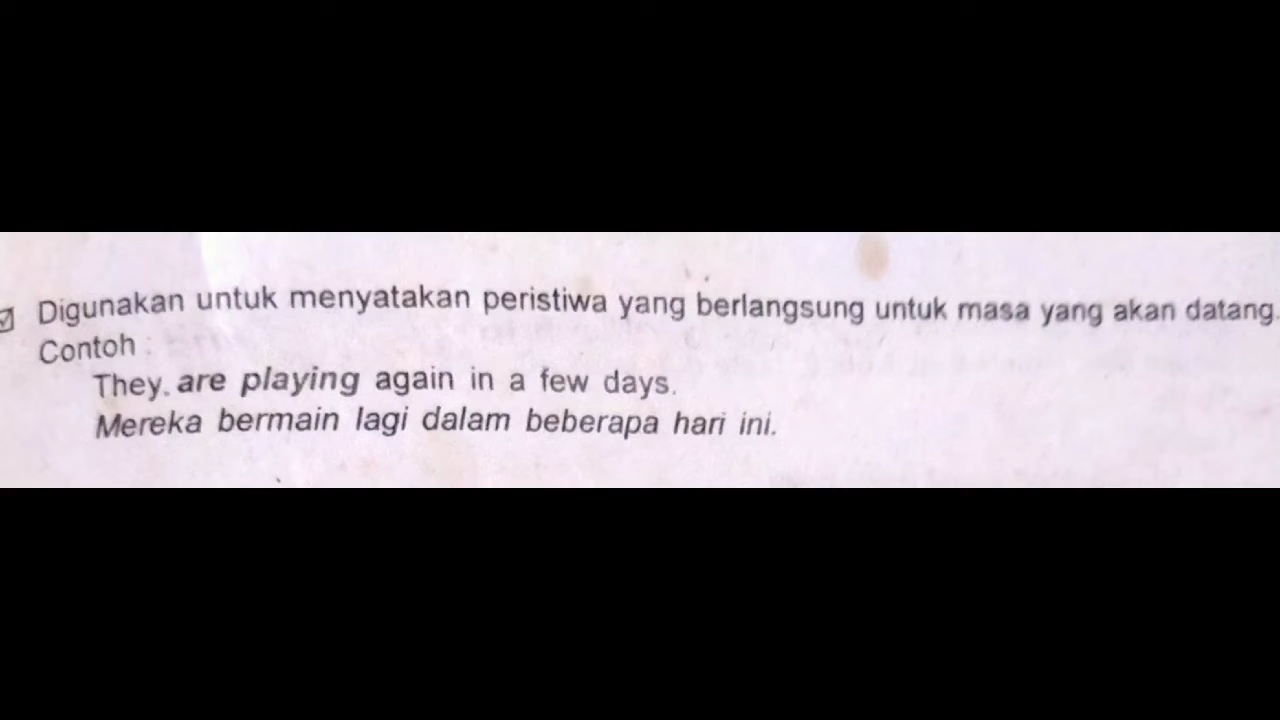 Digunakan untuk menyatakan peristiwa yang berlangsung untuk masa yang akan datang.
Contoh :
They are playing again in a few days.
Mereka bermain lagi dalam beberapa hari ini.